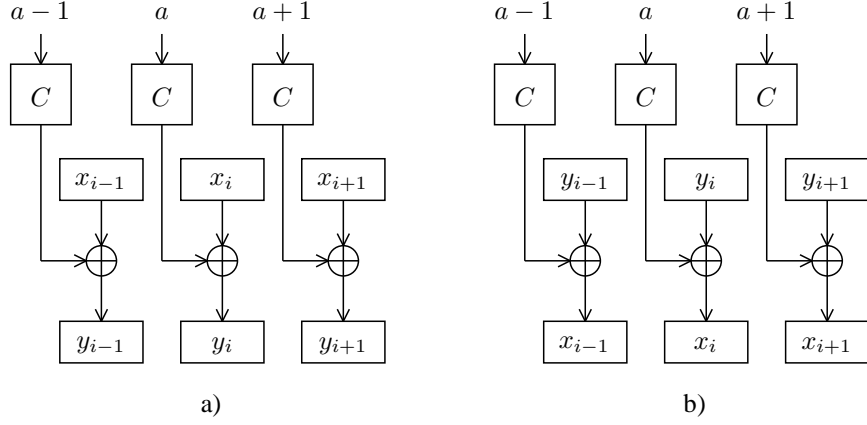 a − 1 a a + 1 a − 1 a a + 1
C C C C C C
x_{i−1} x_i x_{i+1} y_{i−1} y_i y_{i+1}
y_{i−1} y_i y_{i+1} x_{i−1} x_i x_{i+1}
a) b)